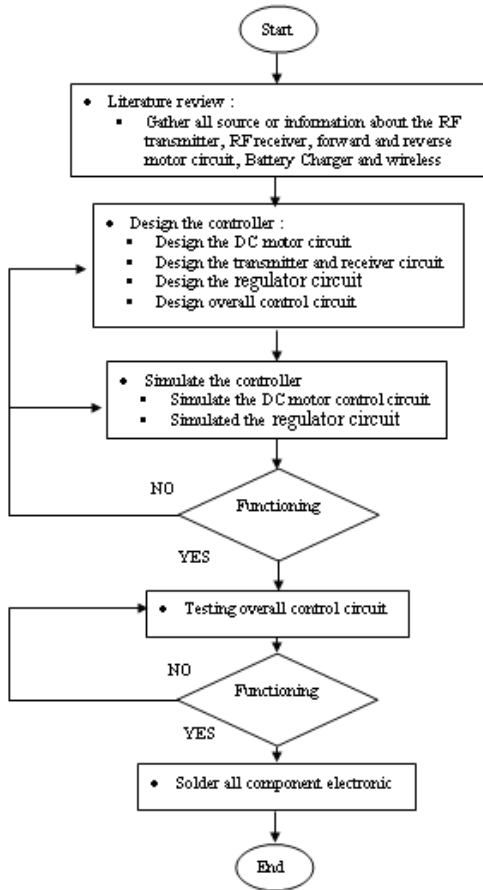 Start
● Literature review :
▪ Gather all source or information about the RF
transmitter, RF receiver, forward and reverse
motor circuit, Battery Charger and wireless
● Design the controller :
▪ Design the DC motor circuit
▪ Design the transmitter and receiver circuit
▪ Design the regulator circuit
▪ Design overall control circuit
● Simulate the controller
▪ Simulate the DC motor control circuit
▪ Simulated the regulator circuit
NO
Functioning
YES
● Testing overall control circuit
NO
Functioning
YES
● Solder all component electronic
End